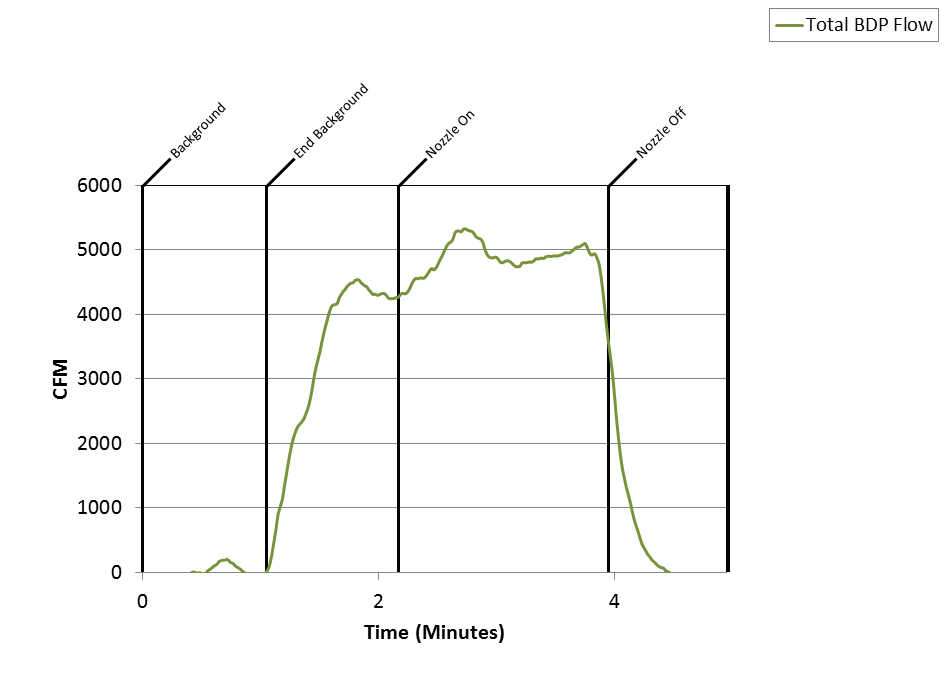 Total BDP Flow
Background
End Background
Nozzle On
Nozzle Off
6000
5000
4000
3000
2000
1000
0
CFM
0 2 4
Time (Minutes)